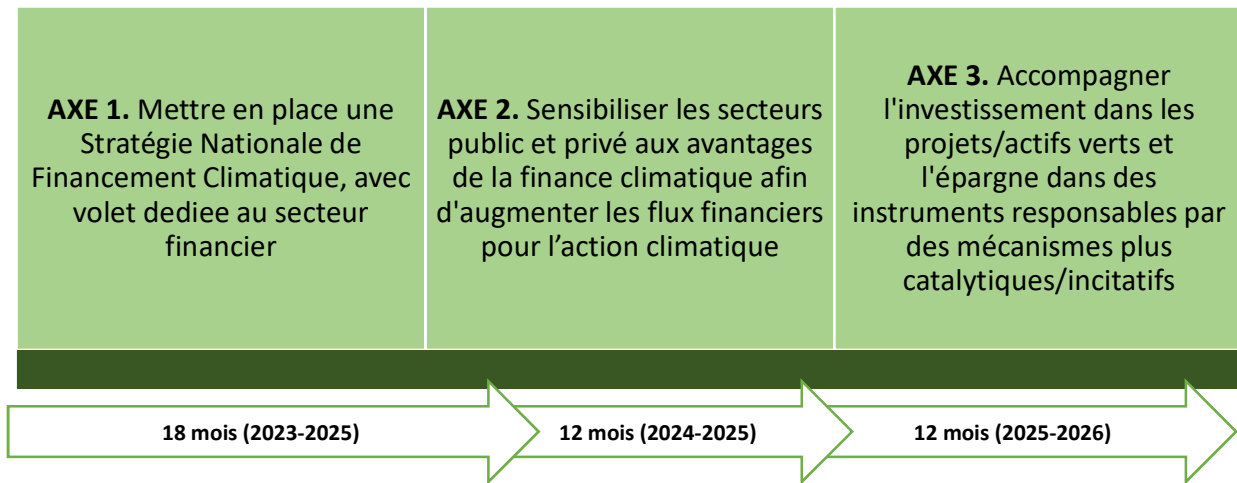 AXE 1. Mettre en place une
Stratégie Nationale de
Financement Climatique, avec
volet dediee au secteur
financier
AXE 2. Sensibiliser les secteurs
public et privé aux avantages
de la finance climatique afin
d'augmenter les flux financiers
pour l’action climatique
AXE 3. Accompagner
l'investissement dans les
projets/actifs verts et
l'épargne dans des
instruments responsables par
des mécanismes plus
catalytiques/incitatifs
18 mois (2023-2025)
12 mois (2024-2025)
12 mois (2025-2026)